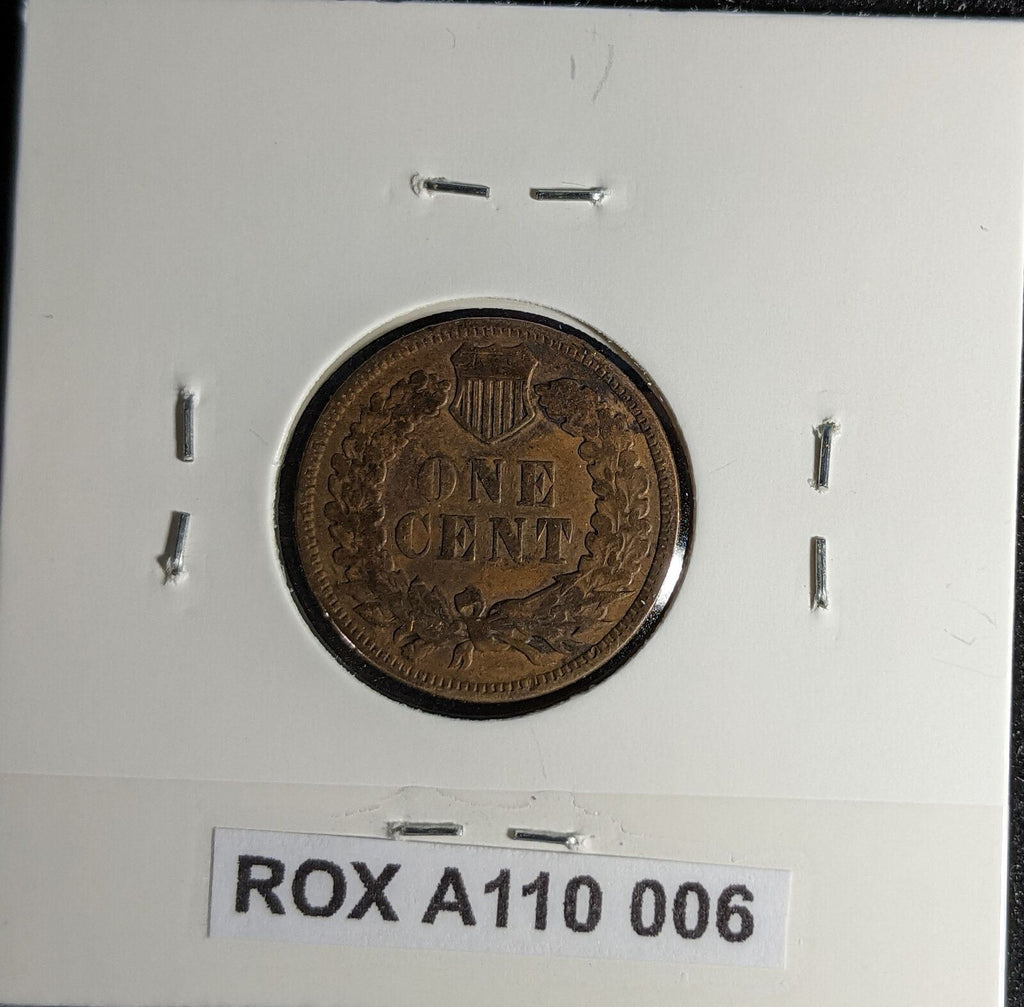 ONE
CENT
ROX A110 006